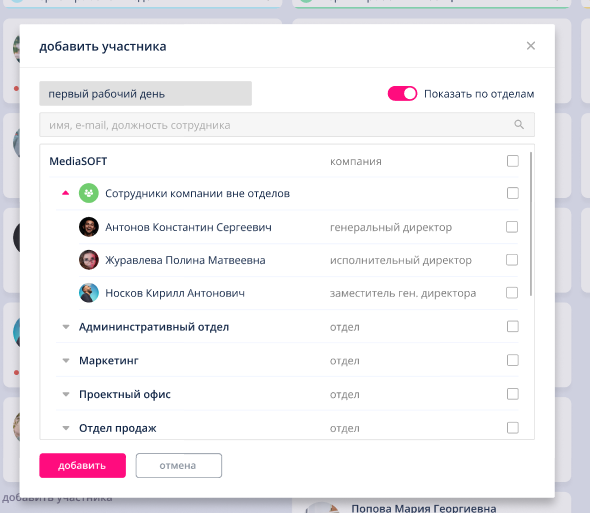 добавить участника
первый рабочий день
Показать по отделам
имя, e-mail, должность сотрудника
MediaSOFT компания
Сотрудники компании вне отделов
Антонов Константин Сергеевич генеральный директор
Журавлева Полина Матвеевна исполнительный директор
Носков Кирилл Антонович заместитель ген. директора
Админинстративный отдел отдел
Маркетинг отдел
Проектный офис отдел
Отдел продаж отдел
добавить отмена
добавить участника
Попова Мария Георгиевна